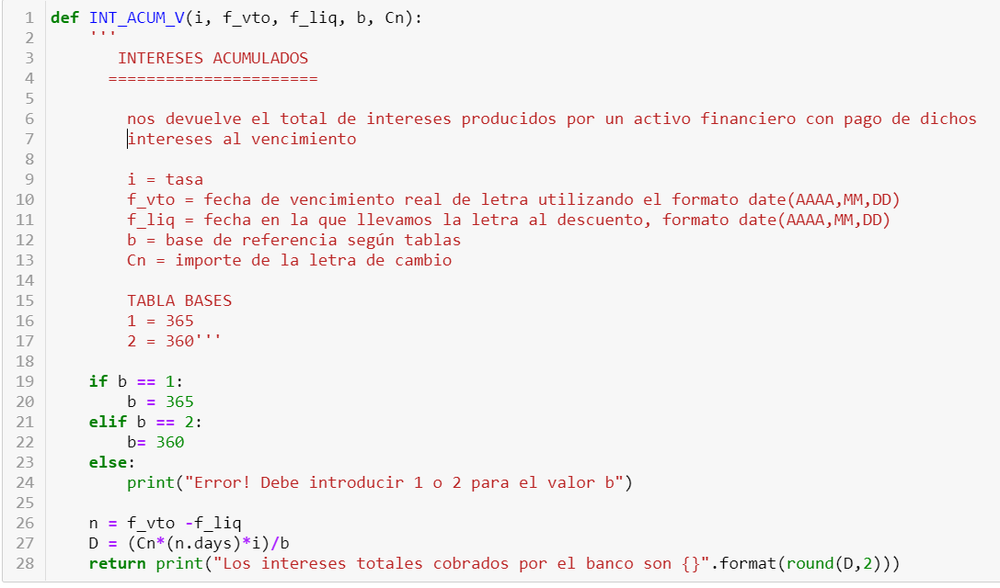 1 def INT_ACUM_V(i, f_vto, f_liq, b, Cn):
2     '''
3        INTERESES ACUMULADOS
4       ======================
5
6         nos devuelve el total de intereses producidos por un activo financiero con pago de dichos
7         intereses al vencimiento
8
9         i = tasa
10         f_vto = fecha de vencimiento real de letra utilizando el formato date(AAAA,MM,DD)
11         f_liq = fecha en la que llevamos la letra al descuento, formato date(AAAA,MM,DD)
12         b = base de referencia según tablas
13         Cn = importe de la letra de cambio
14
15         TABLA BASES
16         1 = 365
17         2 = 360'''
18
19     if b == 1:
20         b = 365
21     elif b == 2:
22         b= 360
23     else:
24         print("Error! Debe introducir 1 o 2 para el valor b")
25
26     n = f_vto -f_liq
27     D = (Cn*(n.days)*i)/b
28     return print("Los intereses totales cobrados por el banco son {}".format(round(D,2)))